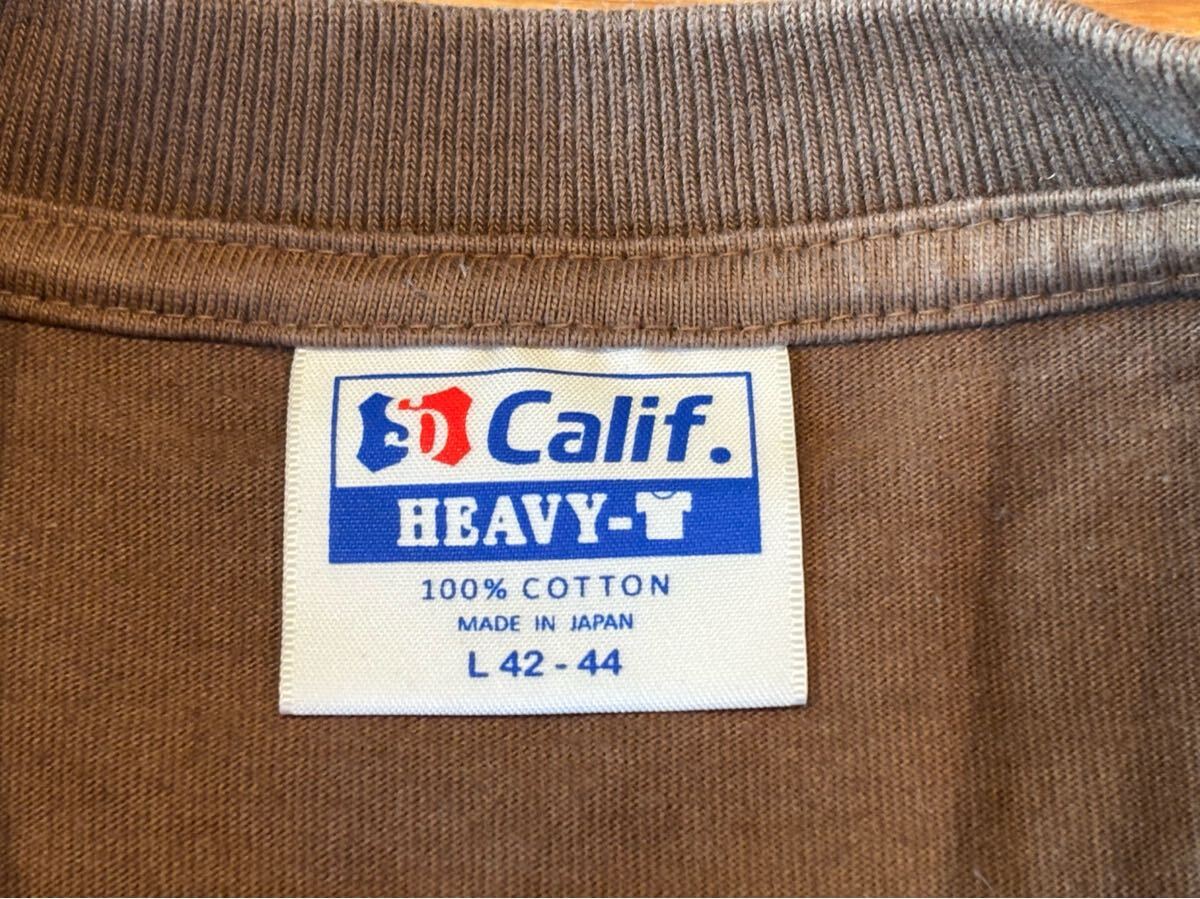 SD Calif.
HEAVY-T
100% COTTON
MADE IN JAPAN
L 42 - 44